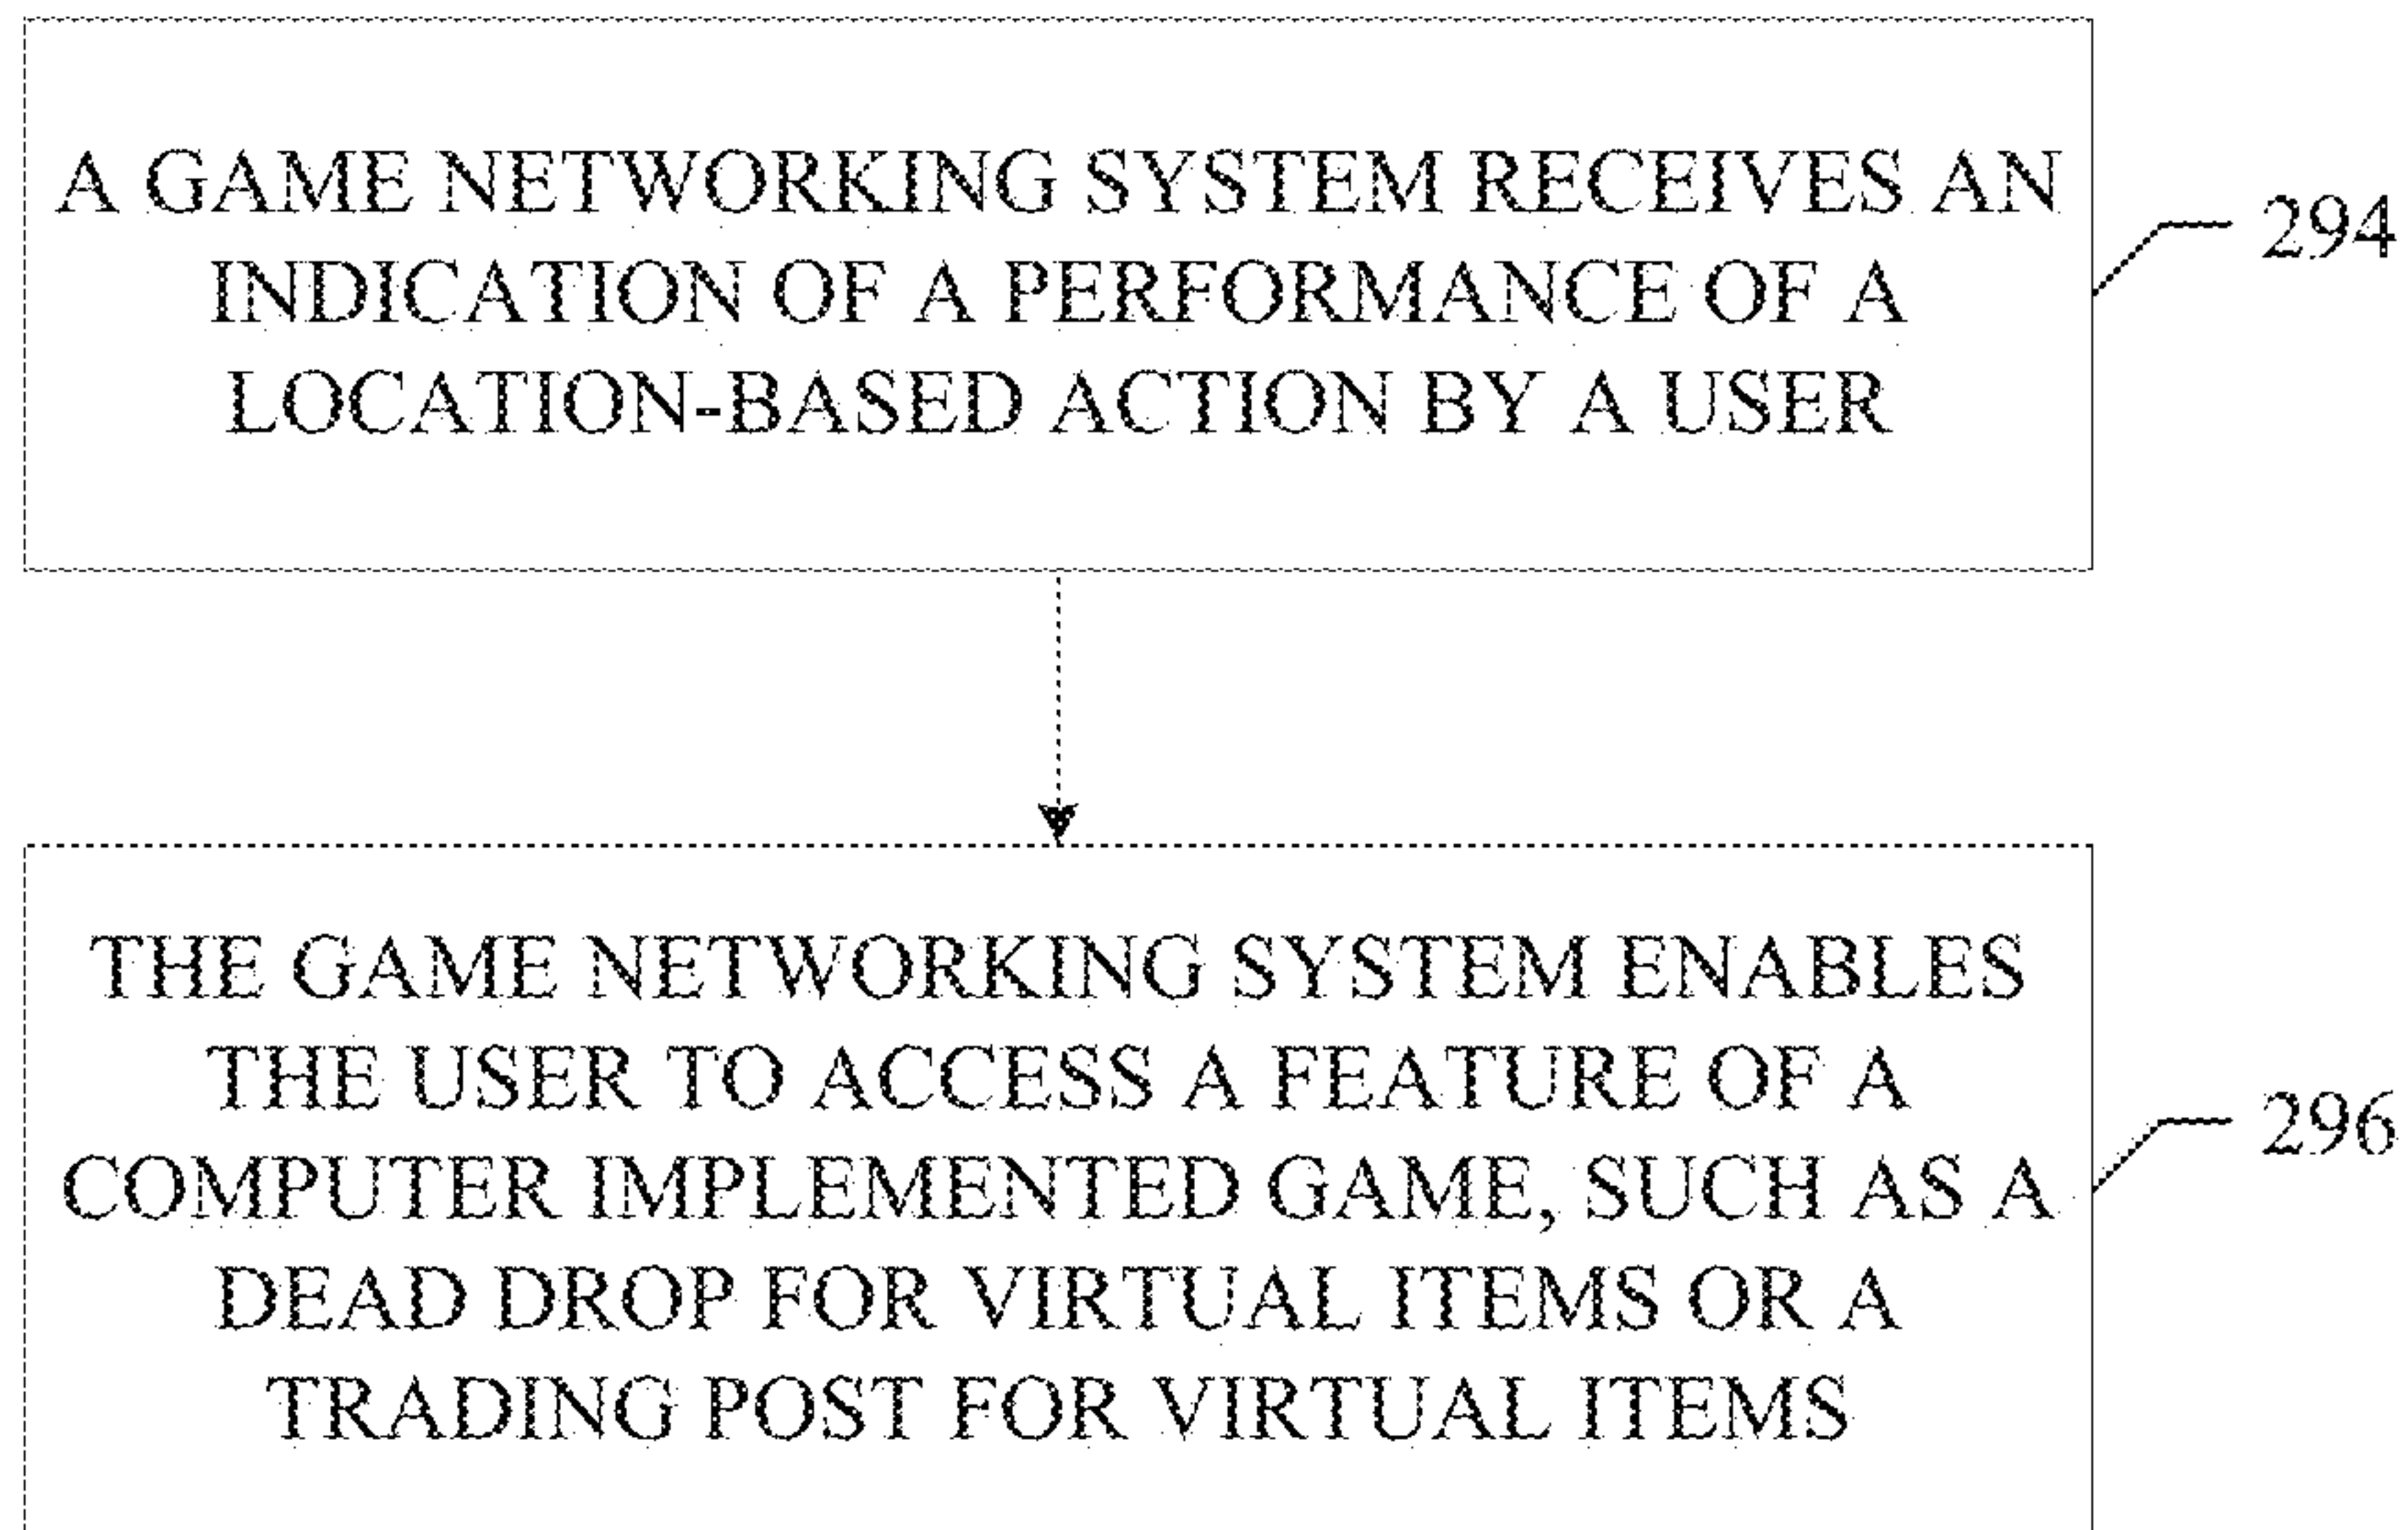 A GAME NETWORKING SYSTEM RECEIVES AN
INDICATION OF A PERFORMANCE OF A
LOCATION-BASED ACTION BY A USER
294
THE GAME NETWORKING SYSTEM ENABLES
THE USER TO ACCESS A FEATURE OF A
COMPUTER IMPLEMENTED GAME, SUCH AS A
DEAD DROP FOR VIRTUAL ITEMS OR A
TRADING POST FOR VIRTUAL ITEMS
296